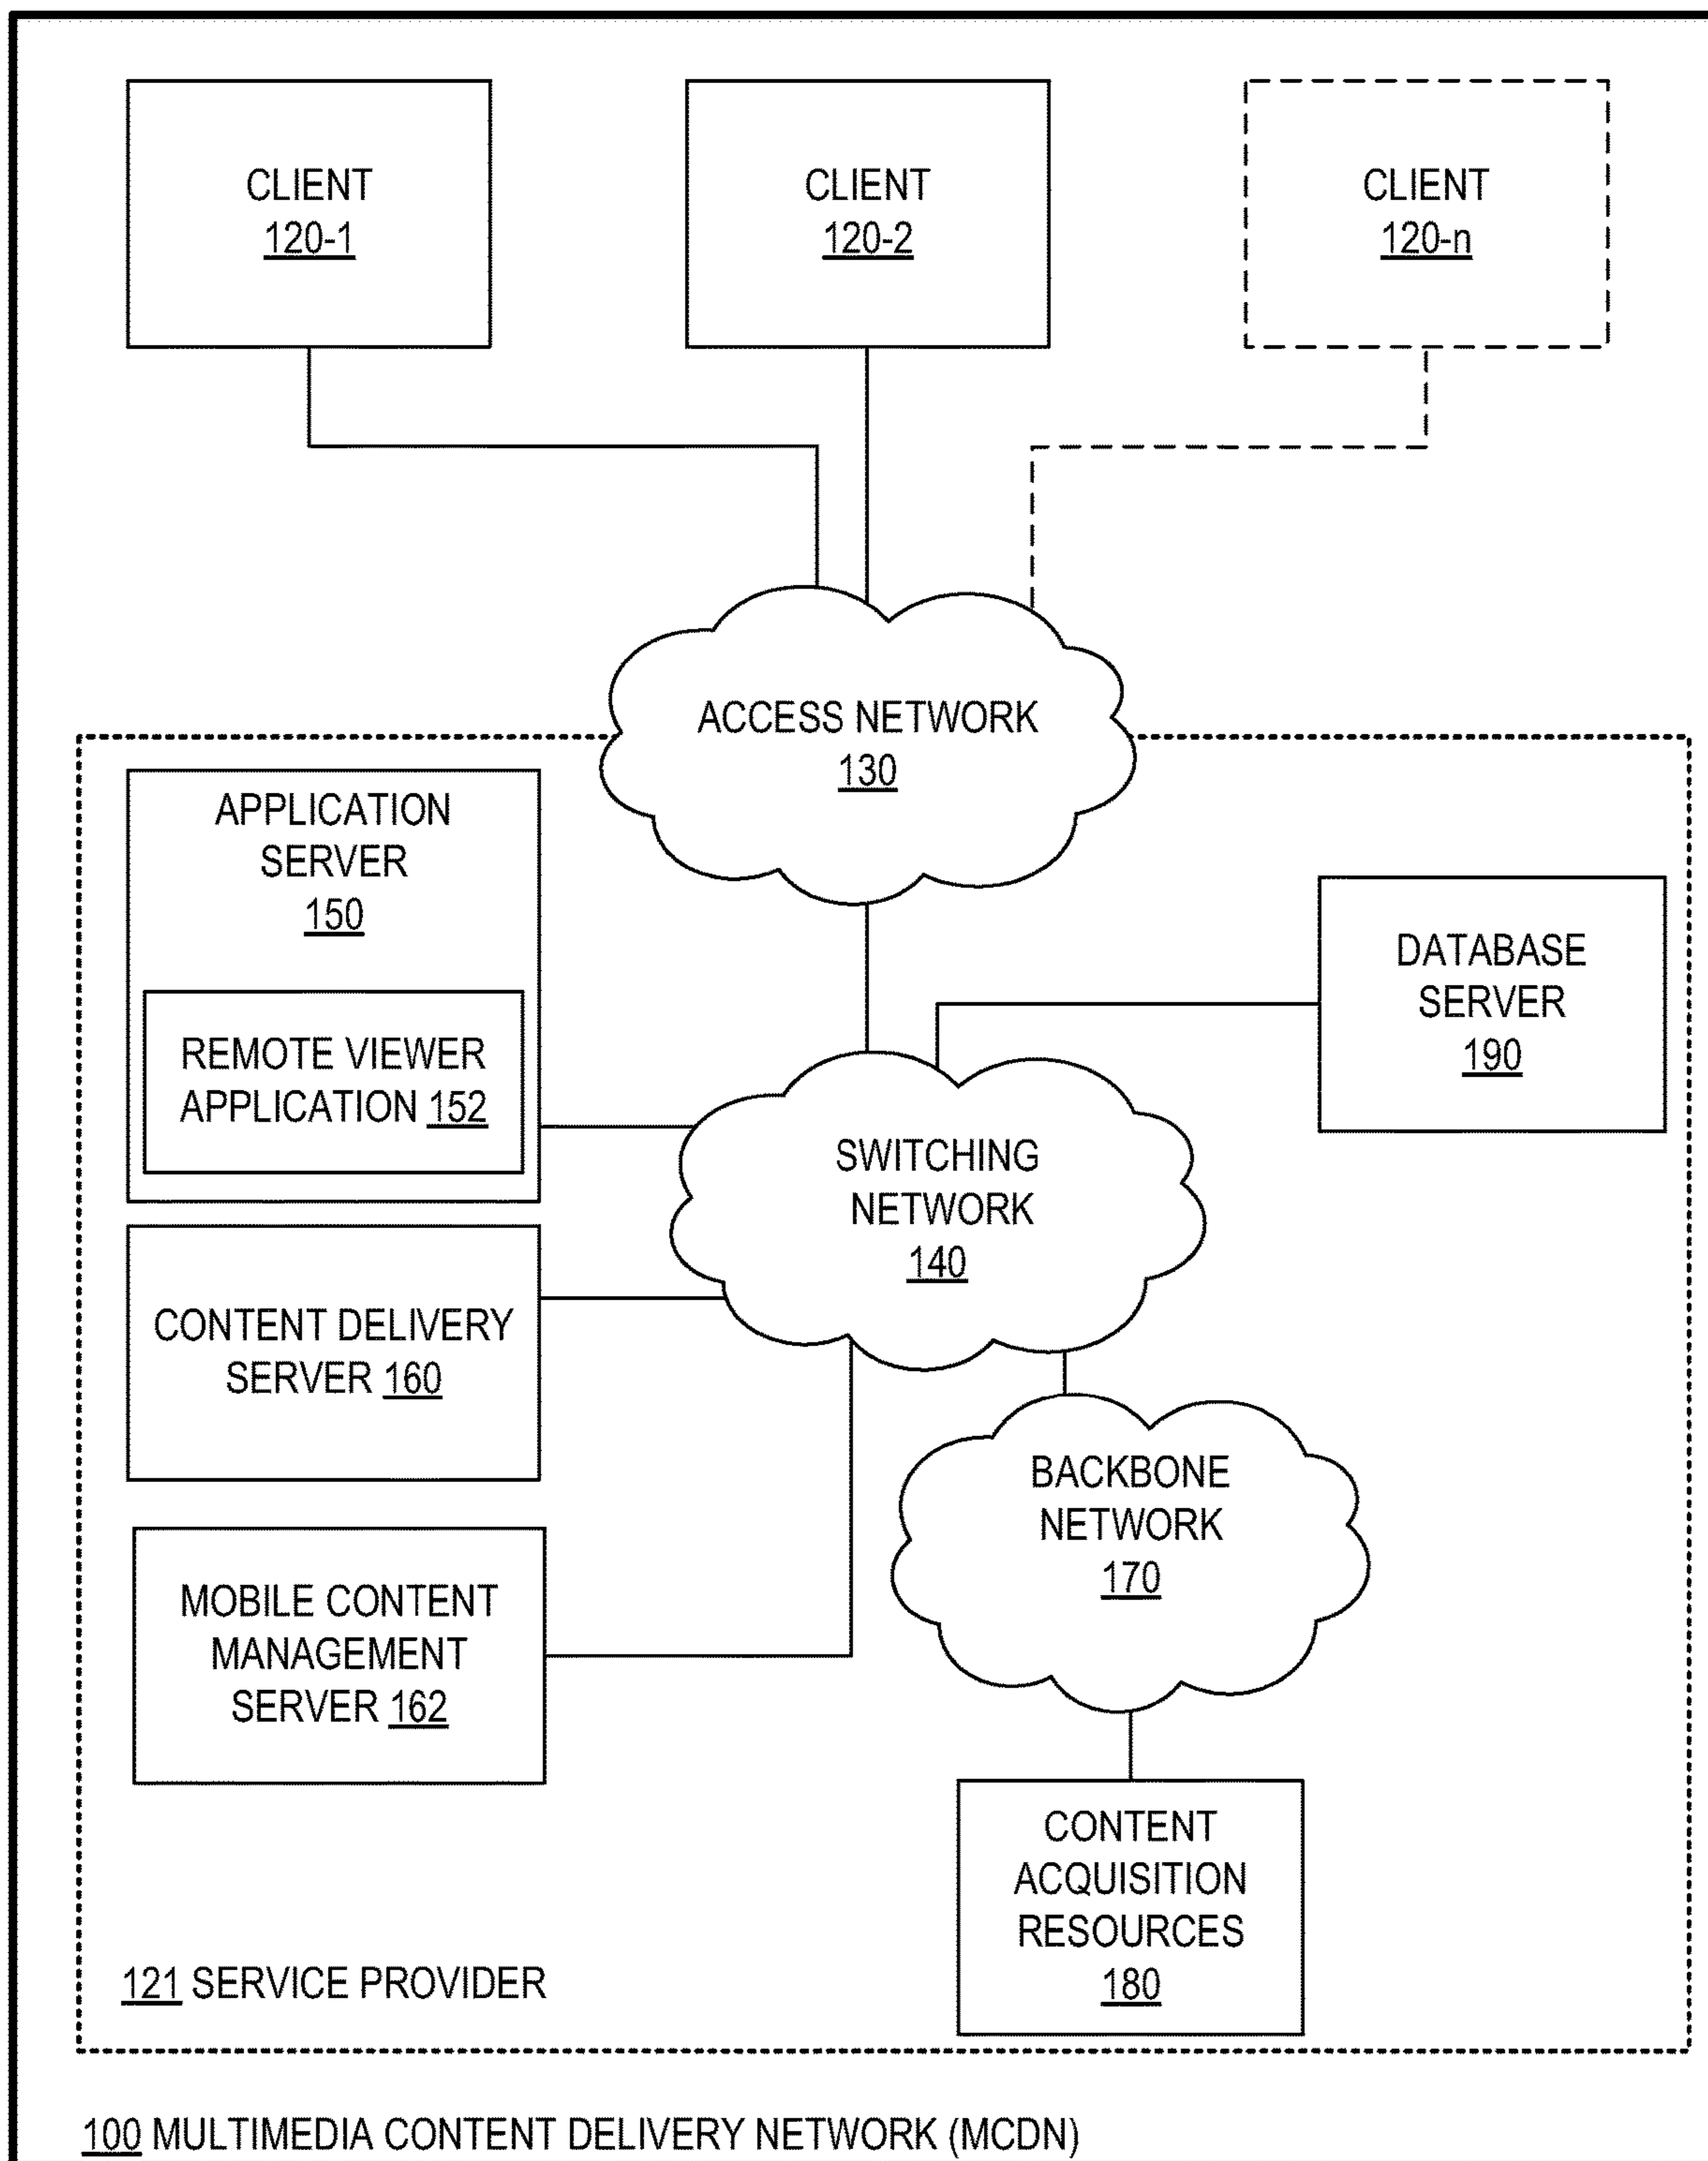 CLIENT
120-1
CLIENT
120-2
CLIENT
120-n
ACCESS NETWORK
130
APPLICATION
SERVER
150
REMOTE VIEWER
APPLICATION 152
DATABASE
SERVER
190
SWITCHING
NETWORK
140
CONTENT DELIVERY
SERVER 160
BACKBONE
NETWORK
170
MOBILE CONTENT
MANAGEMENT
SERVER 162
CONTENT
ACQUISITION
RESOURCES
180
121 SERVICE PROVIDER
100 MULTIMEDIA CONTENT DELIVERY NETWORK (MCDN)